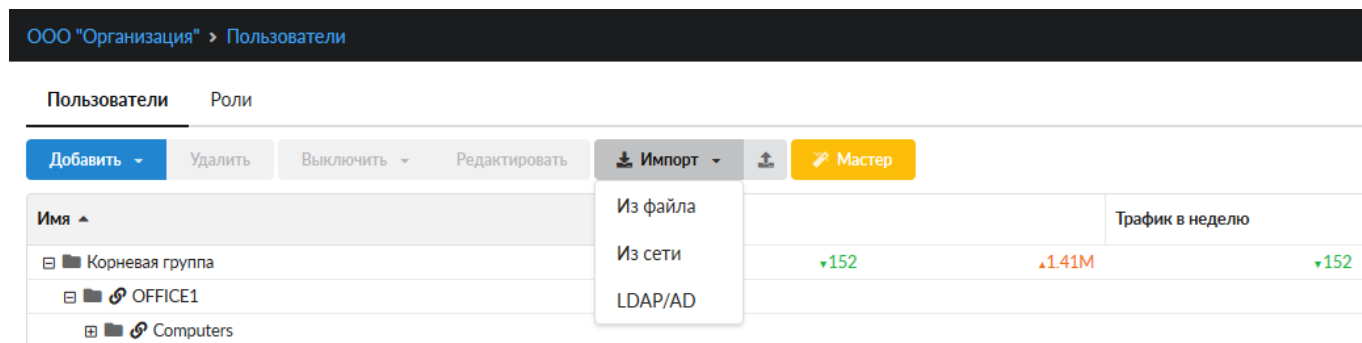 ООО "Организация" > Пользователи
Пользователи Роли
Добавить Удалить Выключить Редактировать Импорт Мастер
Имя Трафик в неделю
Из файла
Из сети
LDAP/AD
Корневая группа 152 1.41M 152
OFFICE1
Computers